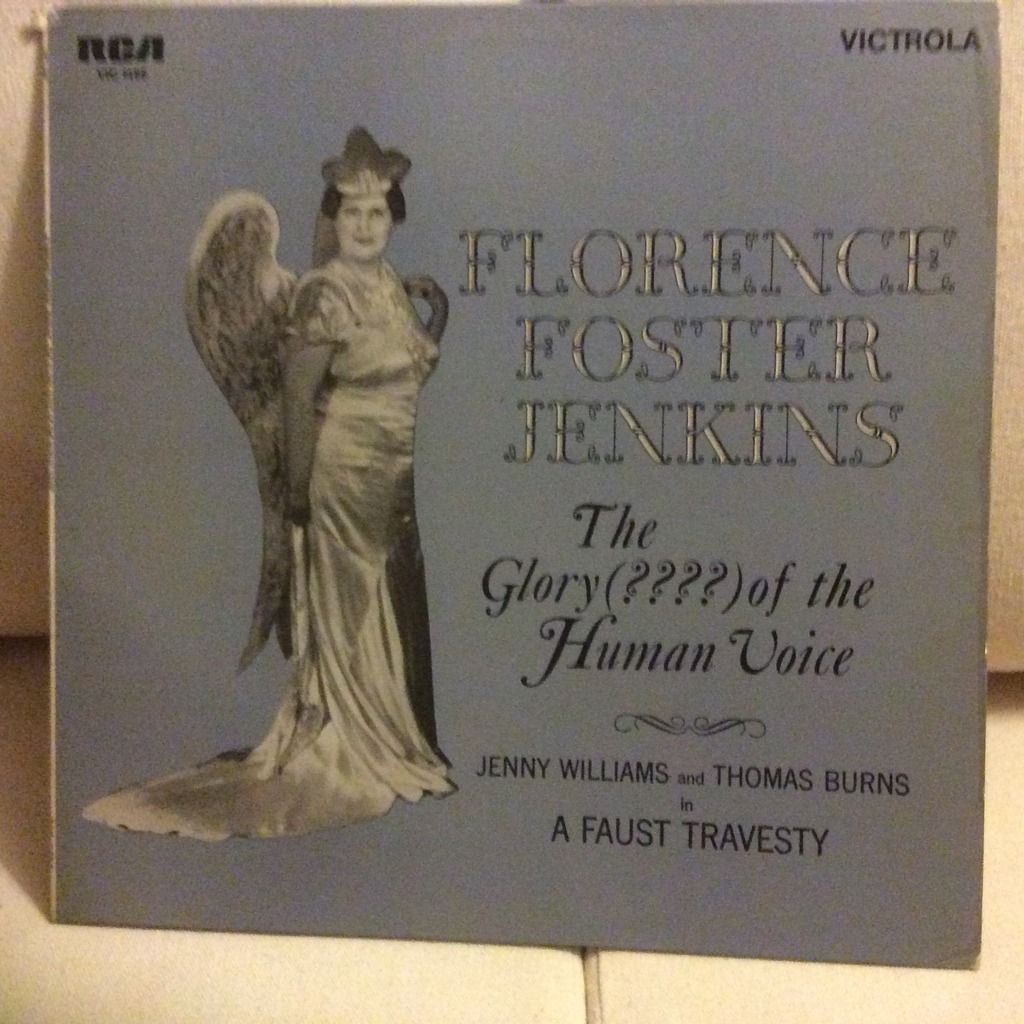 RCA
VICTROLA
FLORENCE
FOSTER
JENKINS
The
Glory(????) of the
Human Voice
JENNY WILLIAMS and THOMAS BURNS
in
A FAUST TRAVESTY